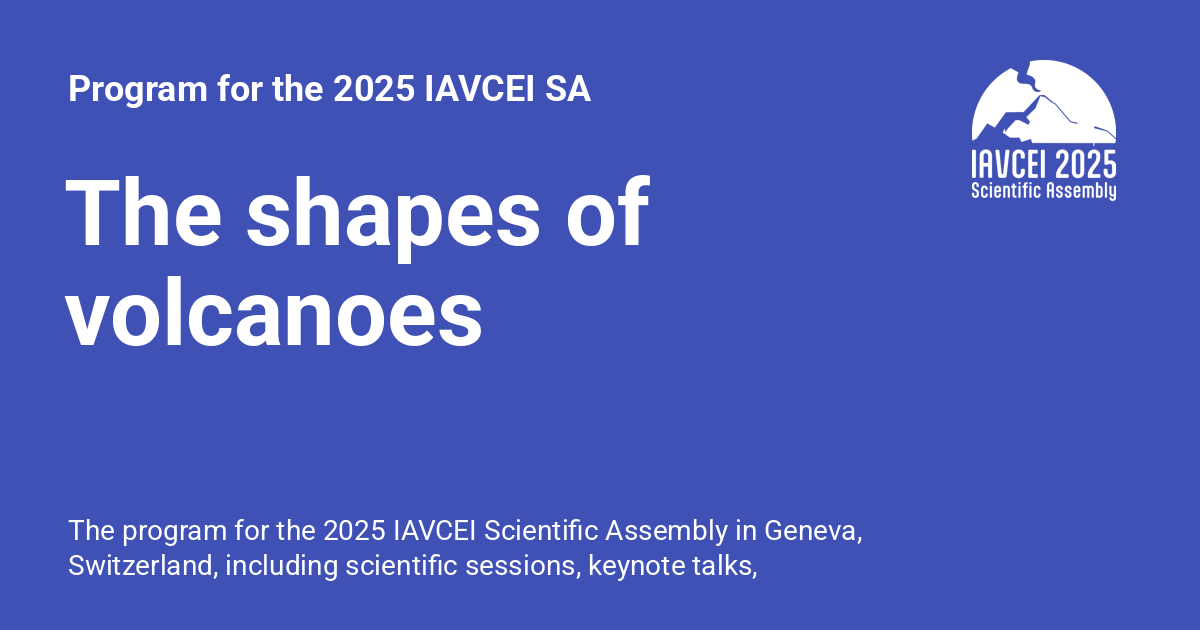 Program for the 2025 IAVCEI SA
IAVCEI 2025
Scientific Assembly
The shapes of
volcanoes
The program for the 2025 IAVCEI Scientific Assembly in Geneva,
Switzerland, including scientific sessions, keynote talks,